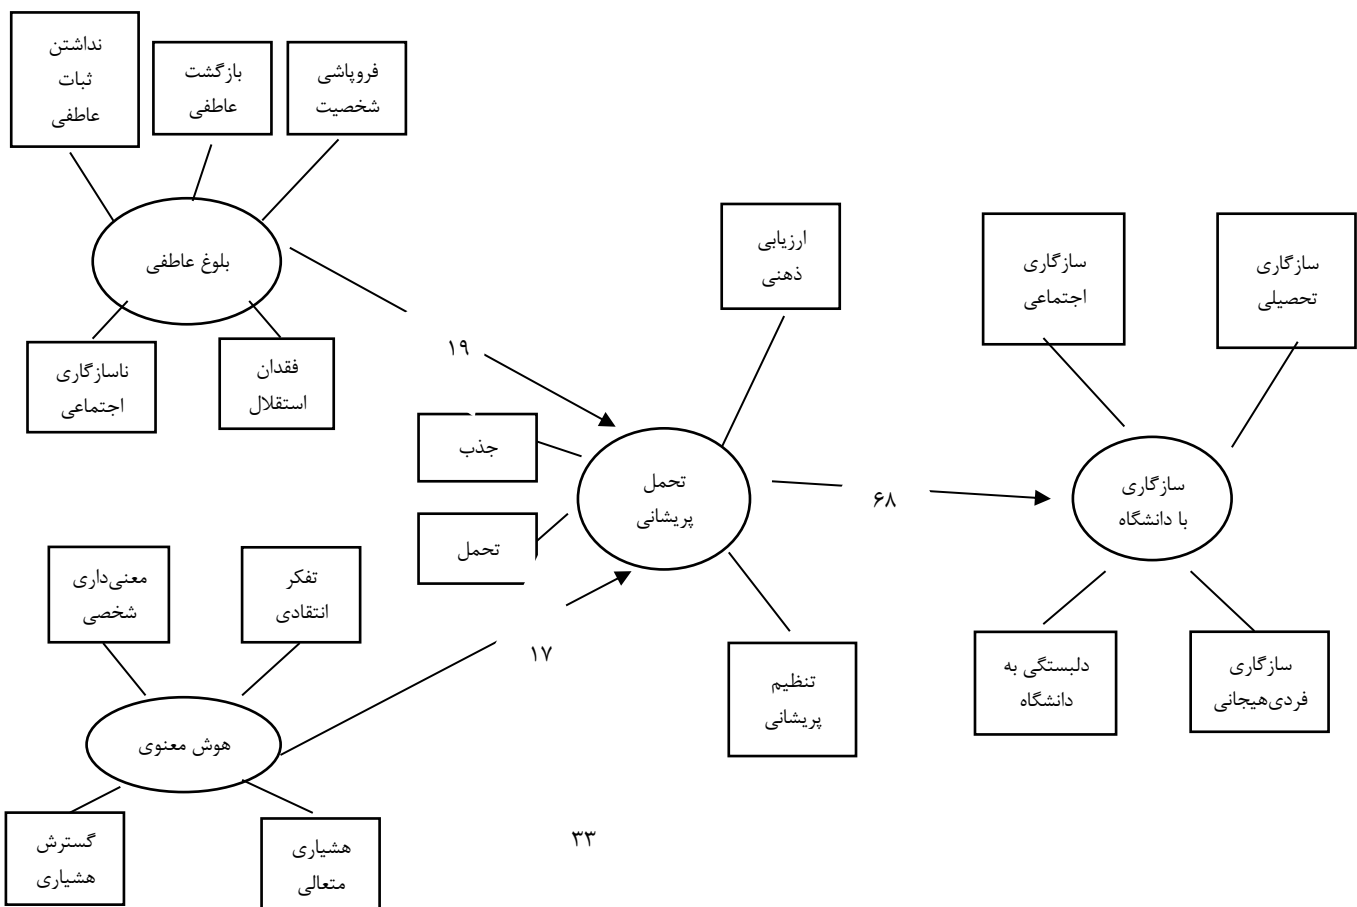 نداشتن
ثبات
عاطفی
بازگشت
عاطفی
فروپاشی
شخصیت
بلوغ عاطفی
ناسازگاری
اجتماعی
فقدان
استقلال
۱۹
ارزیابی
ذهنی
سازگاری
اجتماعی
سازگاری
تحصیلی
جذب
تحمل
تحمل
پریشانی
۶۸
سازگاری
با دانشگاه
معنی‌داری
شخصی
تفکر
انتقادی
۱۷
تنظیم
پریشانی
دلبستگی به
دانشگاه
سازگاری
فردی‌هیجانی
هوش معنوی
گسترش
هشیاری
هشیاری
متعالی
۳۳